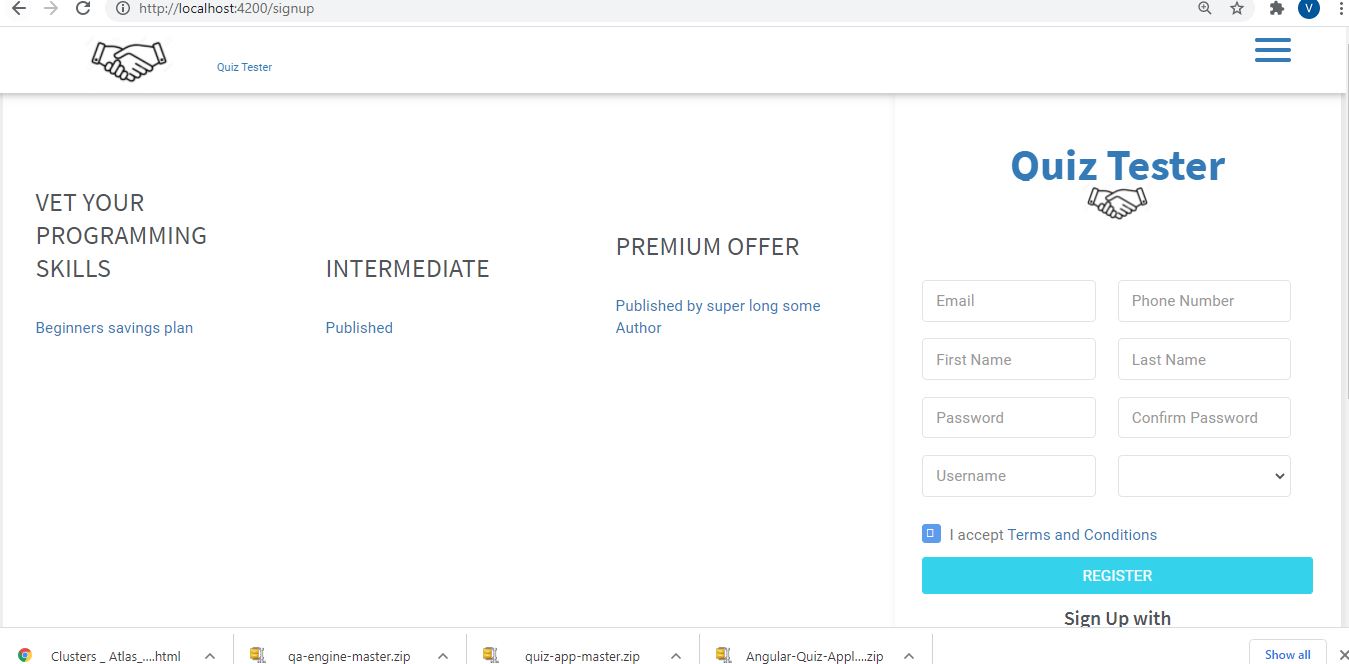 http://localhost:4200/signup
V
Quiz Tester
VET YOUR
PROGRAMMING
SKILLS
Beginners savings plan
INTERMEDIATE
Published
PREMIUM OFFER
Published by super long some
Author
Quiz Tester
Email
Phone Number
First Name
Last Name
Password
Confirm Password
Username
I accept Terms and Conditions
REGISTER
Sign Up with
Clusters _ Atlas_....html
qa-engine-master.zip
quiz-app-master.zip
Angular-Quiz-Appl....zip
Show all